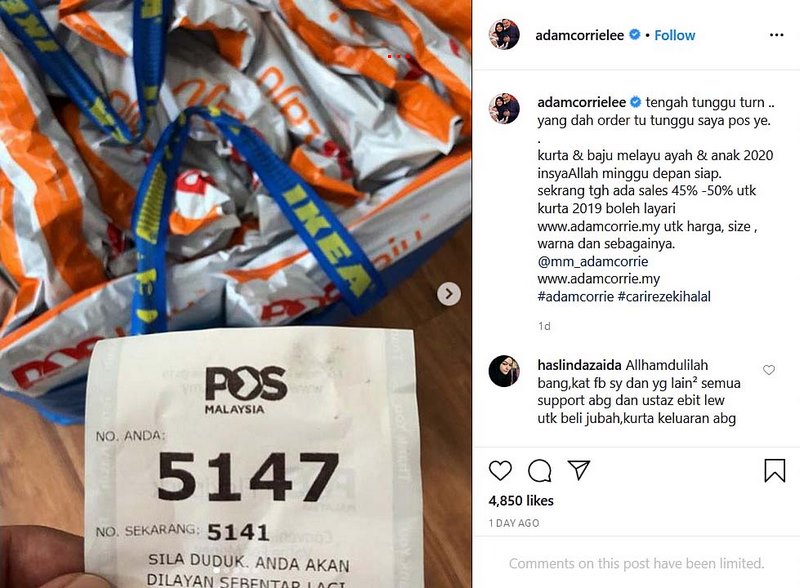 IKEA
IKEA
POS
Laju
POS MALAYSIA
NO. ANDA:
5147
NO. SEKARANG: 5141
SILA DUDUK. ANDA AKAN
DILAYAN SEBENTAR LAGI
adamcorrielee • Follow
adamcorrielee tengah tunggu turn ..
yang dah order tu tunggu saya pos ye.
.
kurta & baju melayu ayah & anak 2020
insyaAllah minggu depan siap.
sekrang tgh ada sales 45% -50% utk
kurta 2019 boleh layari
www.adamcorrie.my utk harga, size ,
warna dan sebagainya.
@mm_adamcorrie
www.adamcorrie.my
#adamcorrie #carirezekihalal
1d
haslindazaida Allhamdulilah
bang,kat fb sy dan yg lain² semua
support abg dan ustaz ebit lew
utk beli jubah,kurta keluaran abg
4,850 likes
1 DAY AGO
Comments on this post have been limited.